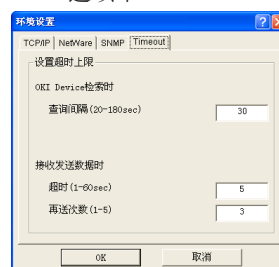 环境设置
TCP/IP NetWare SNMP Timeout
设置超时上限
OKI Device检索时
查询间隔(20-180sec) 30
接收发送数据时
超时(1-60sec) 5
再送次数(1-5) 3
OK 取消